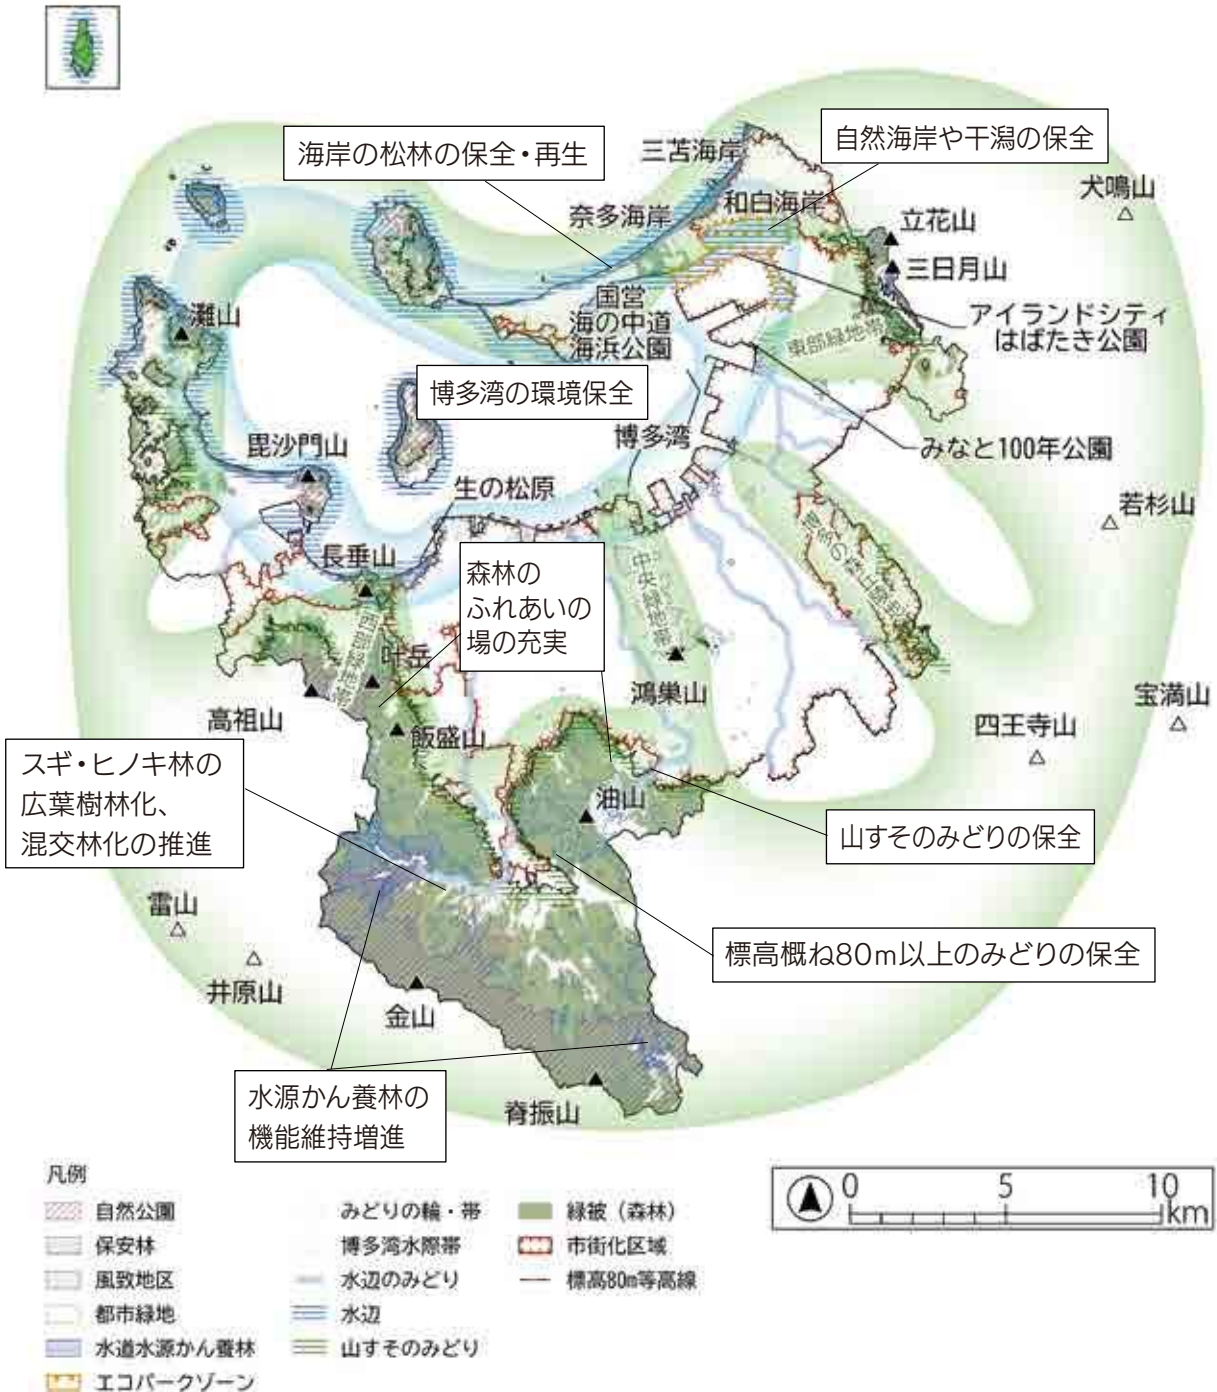 海岸の松林の保全・再生
三苫海岸
自然海岸や干潟の保全
犬鳴山
奈多海岸
和白海岸
立花山
三日月山
国営
海の中道
海浜公園
アイランドシティ
はばたき公園
灘山
東部緑地帯
博多湾の環境保全
博多湾
みなと100年公園
毘沙門山
生の松原
若杉山
長垂山
森林の
ふれあいの
場の充実
中央緑地帯
西部緑地帯
叶岳
鴻巣山
宝満山
高祖山
飯盛山
四王寺山
スギ・ヒノキ林の
広葉樹林化、
混交林化の推進
油山
山すそのみどりの保全
雷山
標高概ね80m以上のみどりの保全
井原山
金山
水源かん養林の
機能維持増進
脊振山
凡例
自然公園
保安林
風致地区
都市緑地
水道水源かん養林
エコパークゾーン
みどりの輪・帯
博多湾水際帯
水辺のみどり
水辺
山すそのみどり
緑被（森林）
市街化区域
標高80m等高線
0 5 10
km